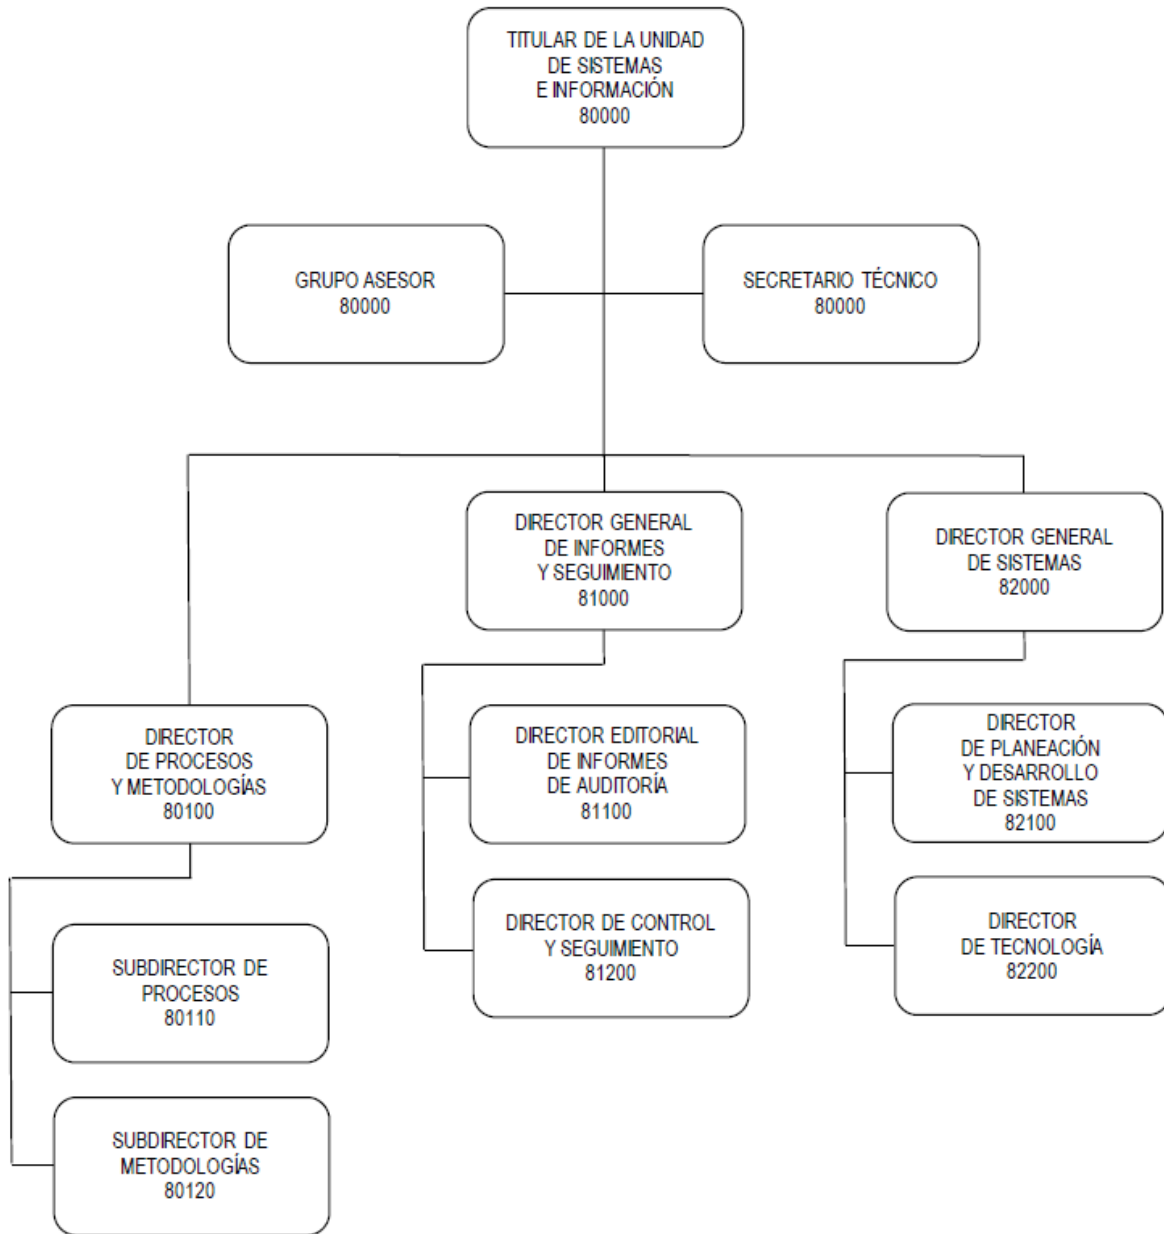 TITULAR DE LA UNIDAD
DE SISTEMAS
E INFORMACIÓN
80000
GRUPO ASESOR
80000
SECRETARIO TÉCNICO
80000
DIRECTOR GENERAL
DE INFORMES
Y SEGUIMIENTO
81000
DIRECTOR GENERAL
DE SISTEMAS
82000
DIRECTOR
DE PROCESOS
Y METODOLOGÍAS
80100
DIRECTOR EDITORIAL
DE INFORMES
DE AUDITORÍA
81100
DIRECTOR
DE PLANEACIÓN
Y DESARROLLO
DE SISTEMAS
82100
SUBDIRECTOR DE
PROCESOS
80110
DIRECTOR DE CONTROL
Y SEGUIMIENTO
81200
DIRECTOR
DE TECNOLOGÍA
82200
SUBDIRECTOR DE
METODOLOGÍAS
80120